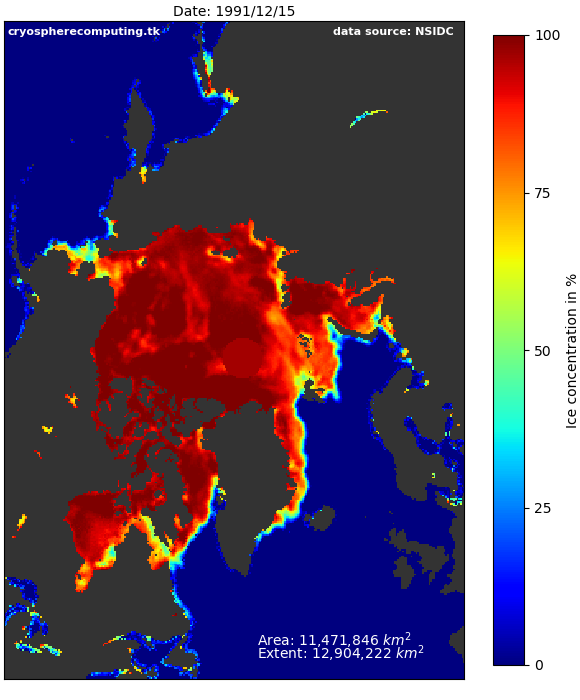 Date: 1991/12/15
cryospherecomputing.tk
data source: NSIDC
100
75
50
25
0
Ice concentration in %
Area: 11,471,846 km²
Extent: 12,904,222 km²